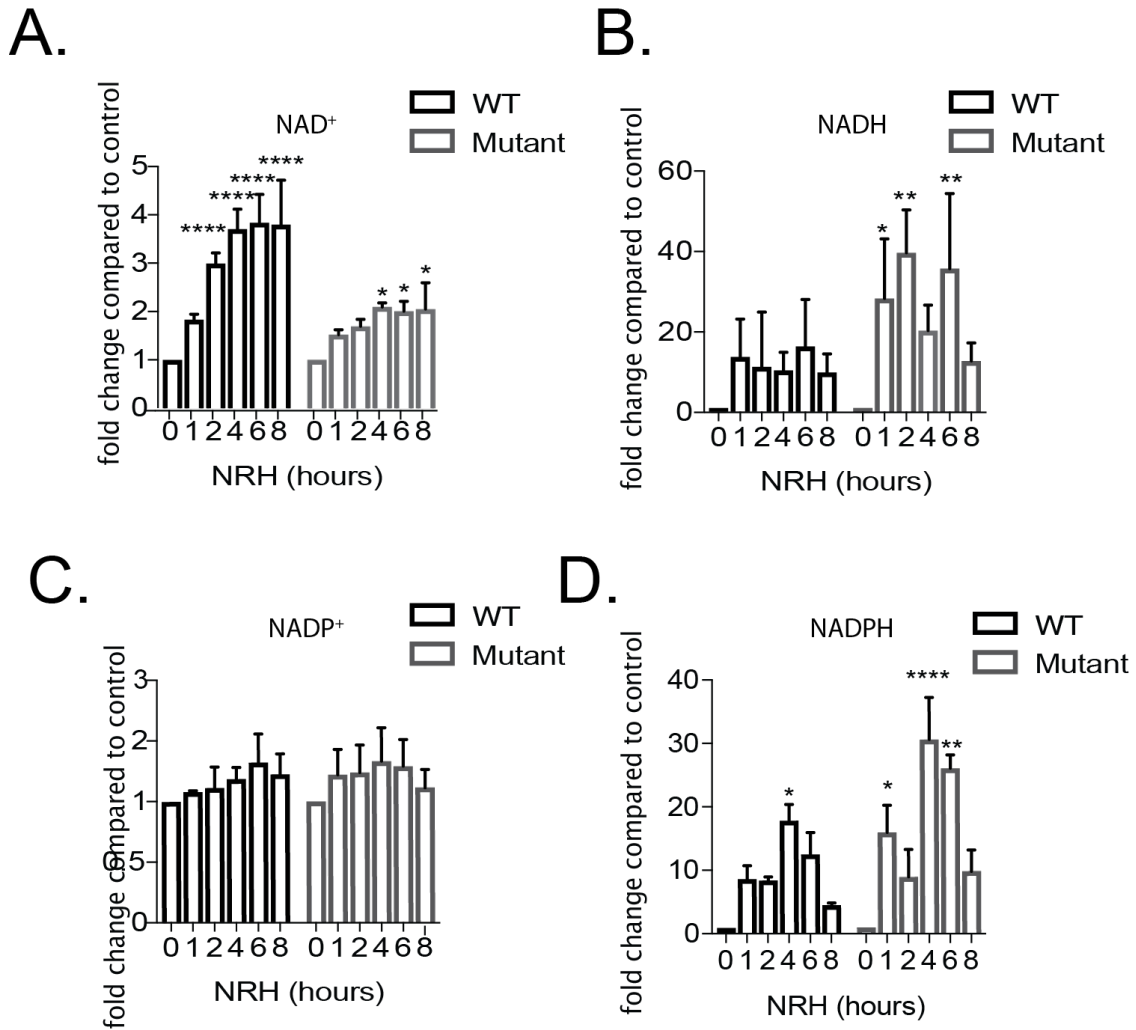 A.
fold change compared to control
NAD⁺
WT
Mutant
5
4
3
2
1
0
**** **** **** ****
* * *
0 1 2 4 6 8 0 1 2 4 6 8
NRH (hours)
B.
fold change compared to control
NADH
WT
Mutant
60
40
20
0
* ** **
0 1 2 4 6 8 0 1 2 4 6 8
NRH (hours)
C.
fold change compared to control
NADP⁺
WT
Mutant
3
2
1
0.5
0
0 1 2 4 6 8 0 1 2 4 6 8
NRH (hours)
D.
fold change compared to control
NADPH
WT
Mutant
40
30
20
10
0
* * **** **
0 1 2 4 6 8 0 1 2 4 6 8
NRH (hours)